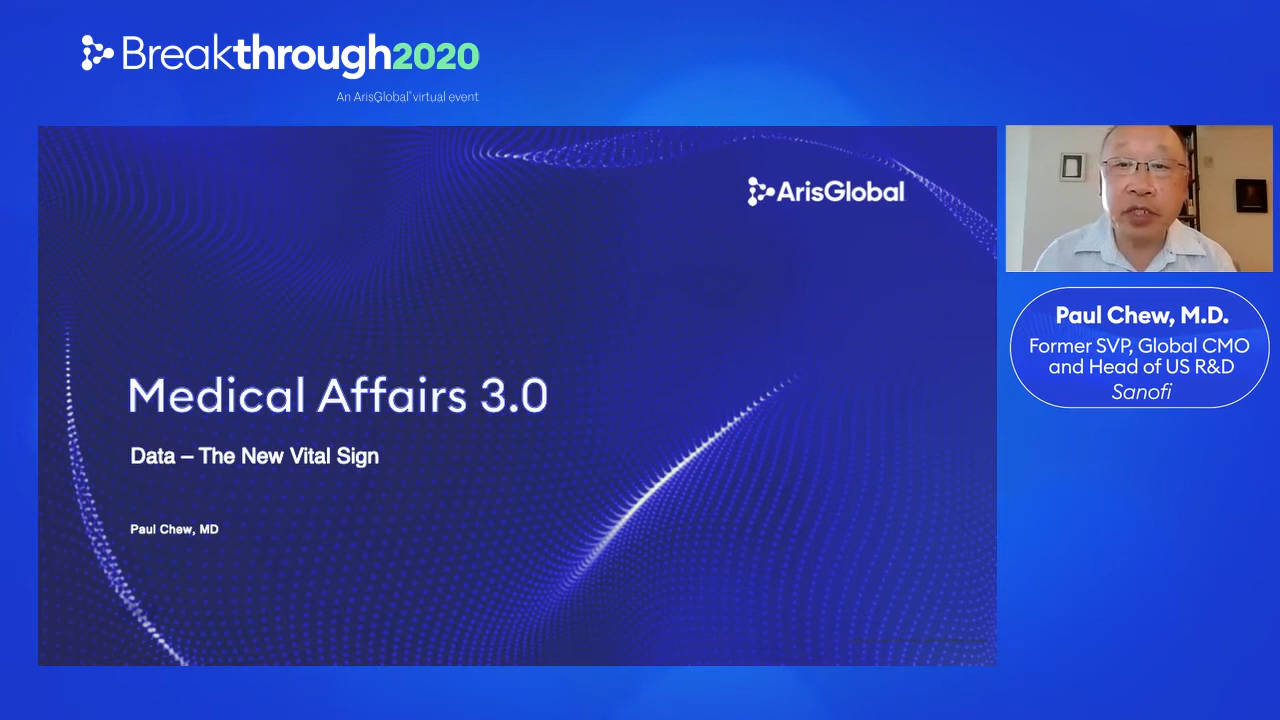 Breakthrough2020
An ArisGlobal® virtual event
ArisGlobal
Medical Affairs 3.0
Data – The New Vital Sign
Paul Chew, MD
Paul Chew, M.D.
Former SVP, Global CMO
and Head of US R&D
Sanofi